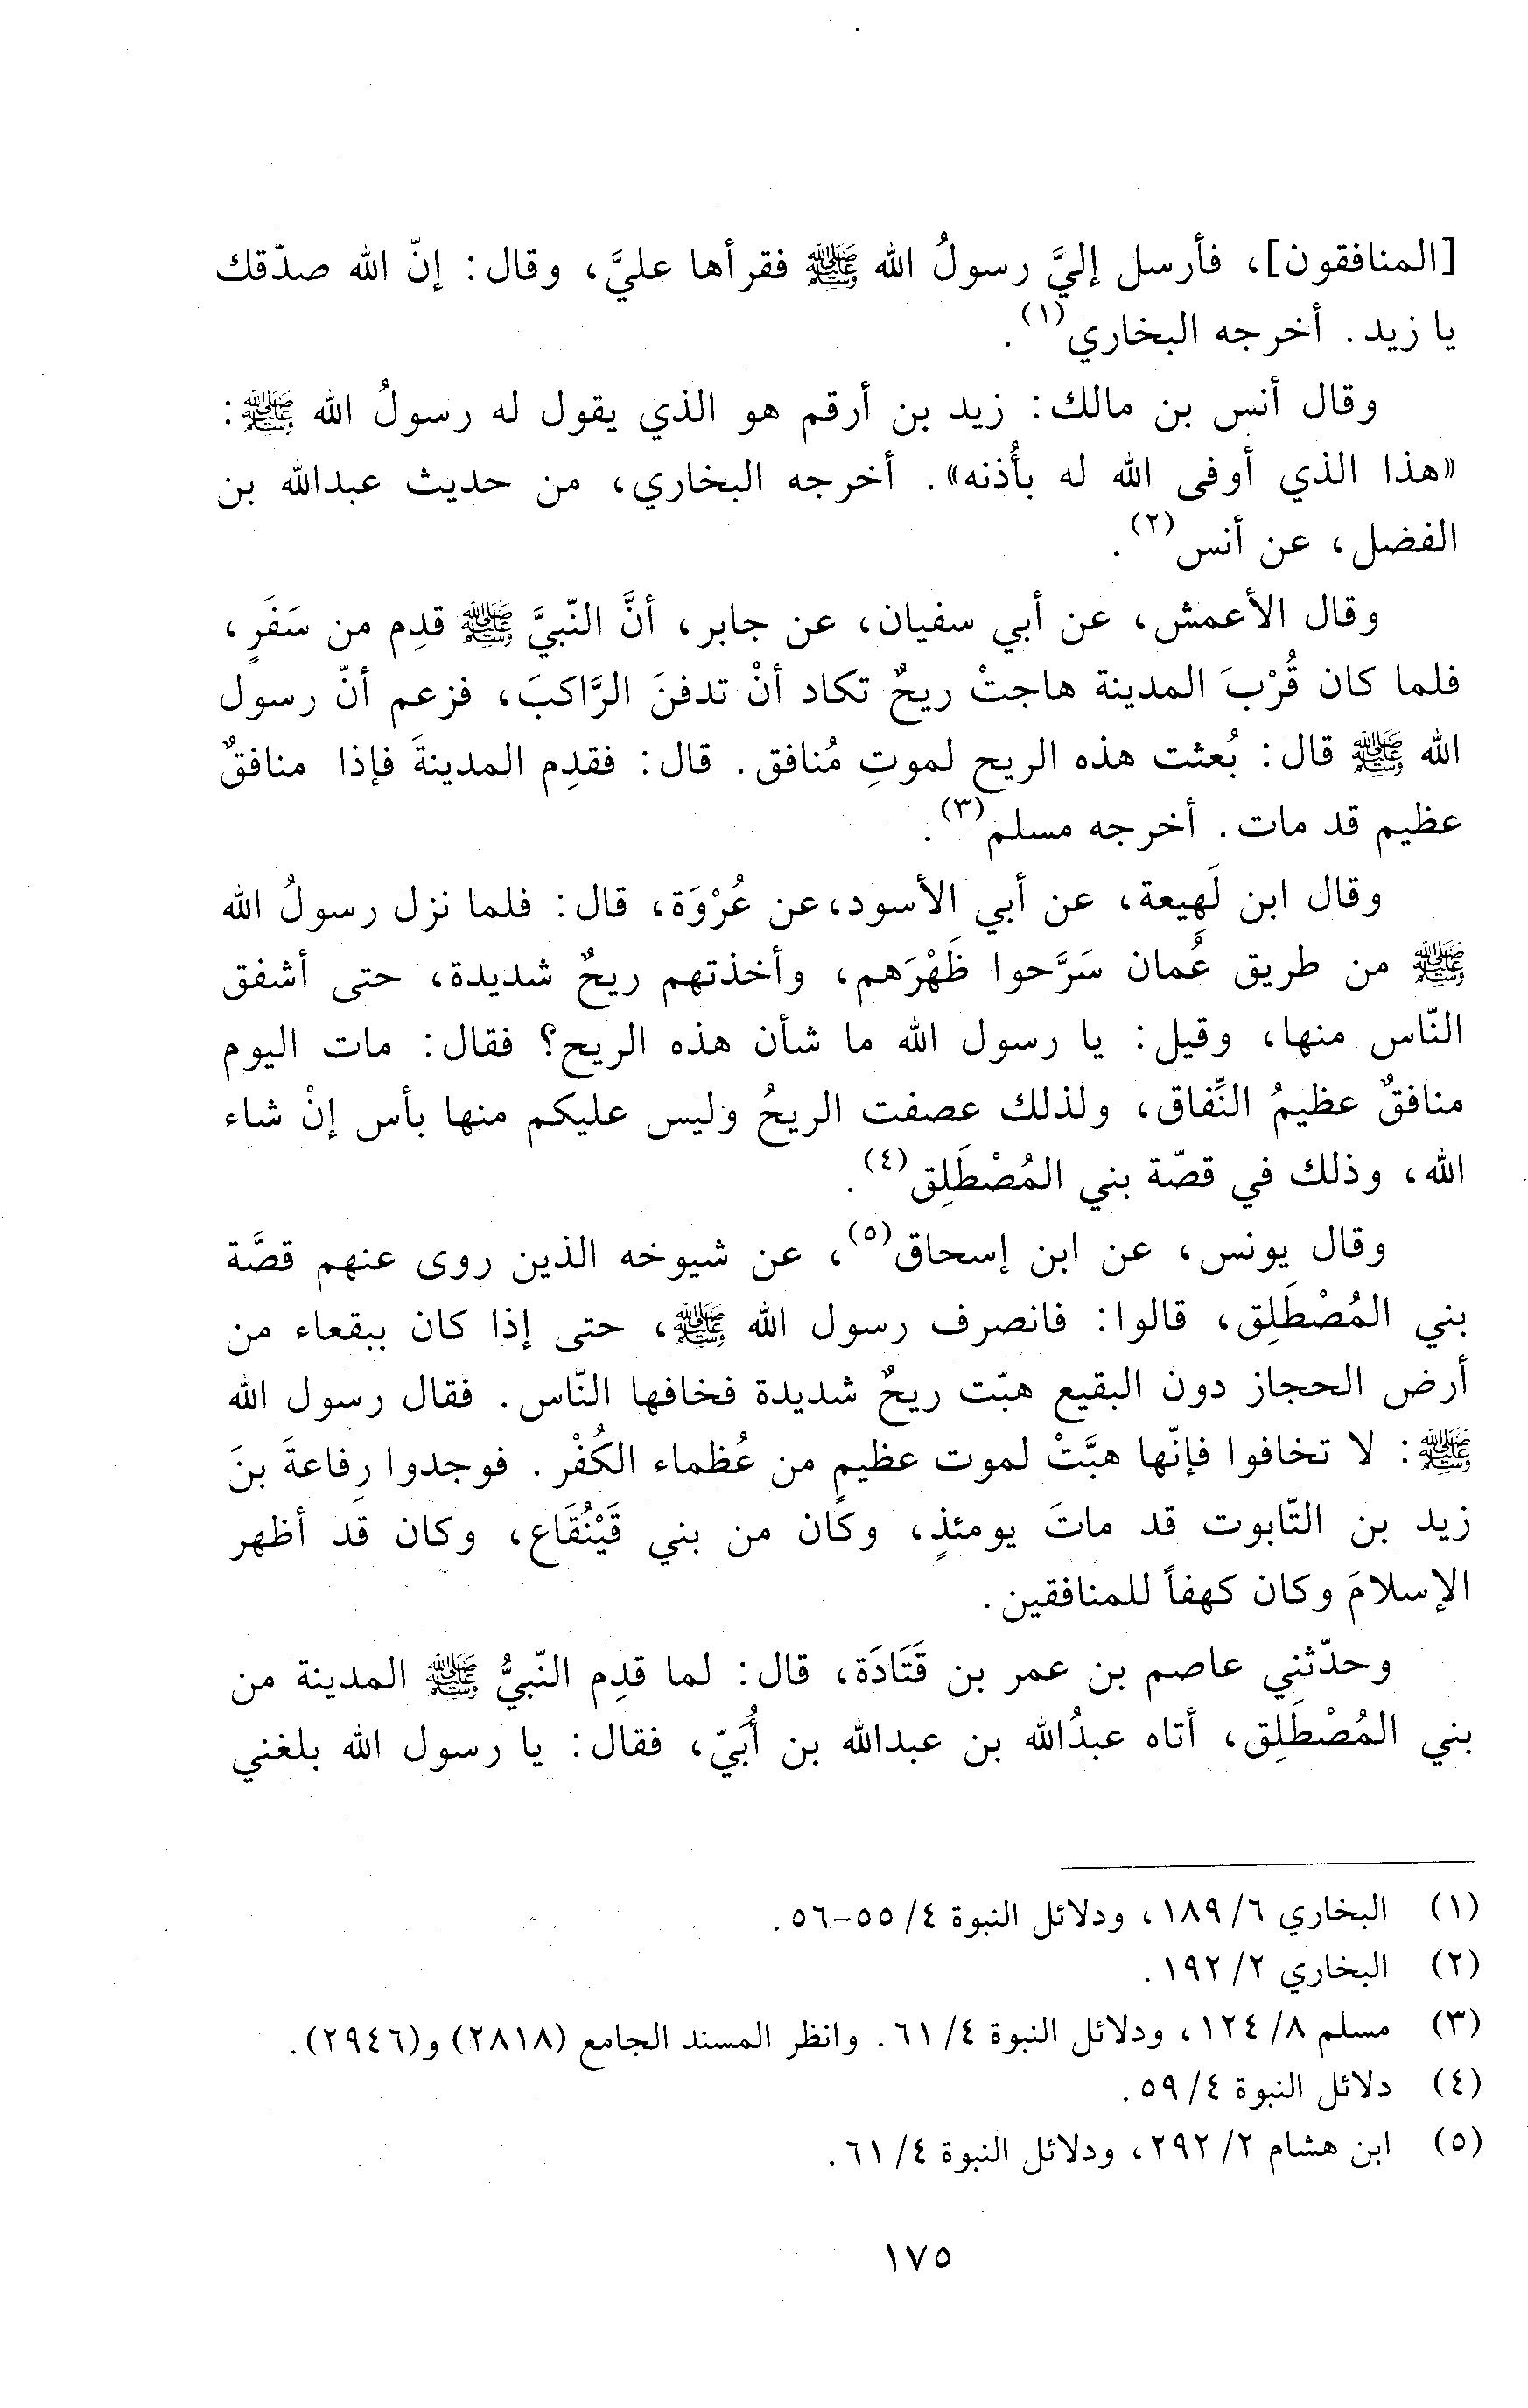 [المنافقون]، فأرسل إليَّ رسولُ الله ﷺ فقرأها عليَّ، وقال: إنّ الله صدّقك
يا زيد. أخرجه البخاري(١).
وقال أنس بن مالك: زيد بن أرقم هو الذي يقول له رسولُ الله ﷺ:
«هذا الذي أوفى الله له بأُذنه». أخرجه البخاري، من حديث عبدالله بن
الفضل، عن أنس(٢).
وقال الأعمش، عن أبي سفيان، عن جابر، أنَّ النّبيَّ ﷺ قدِم من سَفَرٍ،
فلما كان قُرْبَ المدينة هاجتْ ريحٌ تكاد أنْ تدفنَ الرَّاكبَ، فزعم أنّ رسول
الله ﷺ قال: بُعثت هذه الريح لموتِ مُنافق. قال: فقدِم المدينةَ فإذا منافقٌ
عظيم قد مات. أخرجه مسلم(٣).
وقال ابن لَهِيعة، عن أبي الأسود،عن عُرْوَة، قال: فلما نزل رسولُ الله
ﷺ من طريق عُمان سَرَّحوا ظَهْرَهم، وأخذتهم ريحٌ شديدة، حتى أشفق
النّاس منها، وقيل: يا رسول الله ما شأن هذه الريح؟ فقال: مات اليوم
منافقٌ عظيمُ النِّفاق، ولذلك عصفت الريحُ وليس عليكم منها بأس إنْ شاء
الله، وذلك في قصّة بني المُصْطَلِق(٤).
وقال يونس، عن ابن إسحاق(٥)، عن شيوخه الذين روى عنهم قصَّة
بني المُصْطَلِق، قالوا: فانصرف رسول الله ﷺ، حتى إذا كان ببقعاء من
أرض الحجاز دون البقيع هبّت ريحٌ شديدة فخافها النّاس. فقال رسول الله
ﷺ: لا تخافوا فإنّها هبَّتْ لموت عظيمٍ من عُظماء الكُفْر. فوجدوا رِفاعةَ بنَ
زيد بن التّابوت قد ماتَ يومئذٍ، وكان من بني قَيْنُقَاع، وكان قد أظهر
الإسلامَ وكان كهفاً للمنافقين.
وحدّثني عاصم بن عمر بن قَتَادَة، قال: لما قدِم النّبيُّ ﷺ المدينة من
بني المُصْطَلِق، أتاه عبدُالله بن عبدالله بن أُبَيّ، فقال: يا رسول الله بلغني
(١) البخاري ٦/ ١٨٩، ودلائل النبوة ٤/ ٥٥-٥٦.
(٢) البخاري ٢/ ١٩٢.
(٣) مسلم ٨/ ١٢٤، ودلائل النبوة ٤/ ٦١. وانظر المسند الجامع (٢٨١٨) و(٢٩٤٦).
(٤) دلائل النبوة ٤/ ٥٩.
(٥) ابن هشام ٢/ ٢٩٢، ودلائل النبوة ٤/ ٦١.
١٧٥